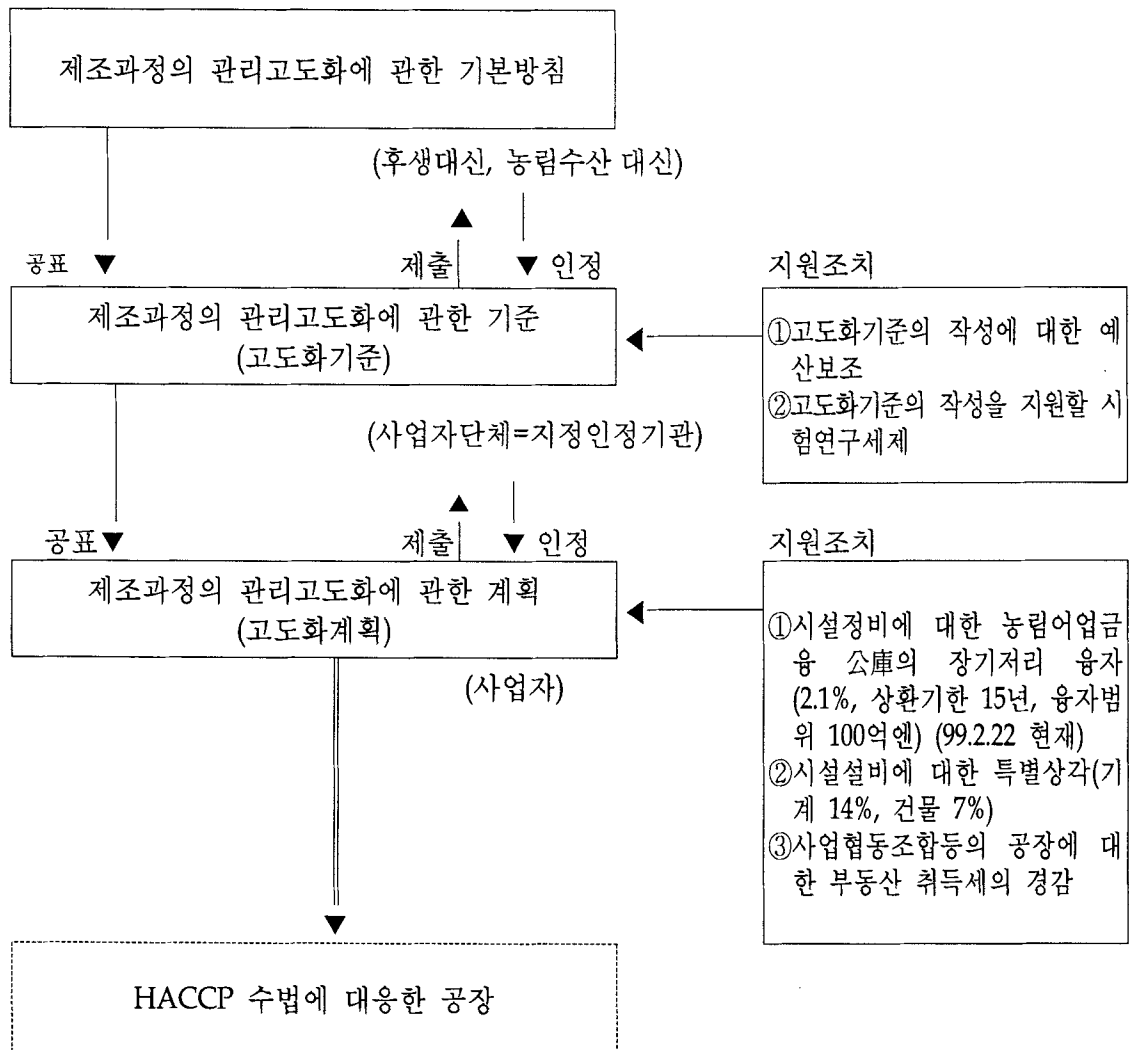 제조과정의 관리고도화에 관한 기본방침
(후생대신, 농림수산 대신)
공표 ▼
제출
▼ 인정
제조과정의 관리고도화에 관한 기준
(고도화기준)
지원조치
①고도화기준의 작성에 대한 예
산보조
②고도화기준의 작성을 지원할 시
험연구세제
(사업자단체=지정인정기관)
공표▼
제출
▼ 인정
제조과정의 관리고도화에 관한 계획
(고도화계획)
(사업자)
지원조치
①시설정비에 대한 농림어업금
융 公庫의 장기저리 융자
(2.1%, 상환기한 15년, 융자범
위 100억엔) (99.2.22 현재)
②시설설비에 대한 특별상각(기
계 14%, 건물 7%)
③사업협동조합등의 공장에 대
한 부동산 취득세의 경감
HACCP 수법에 대응한 공장